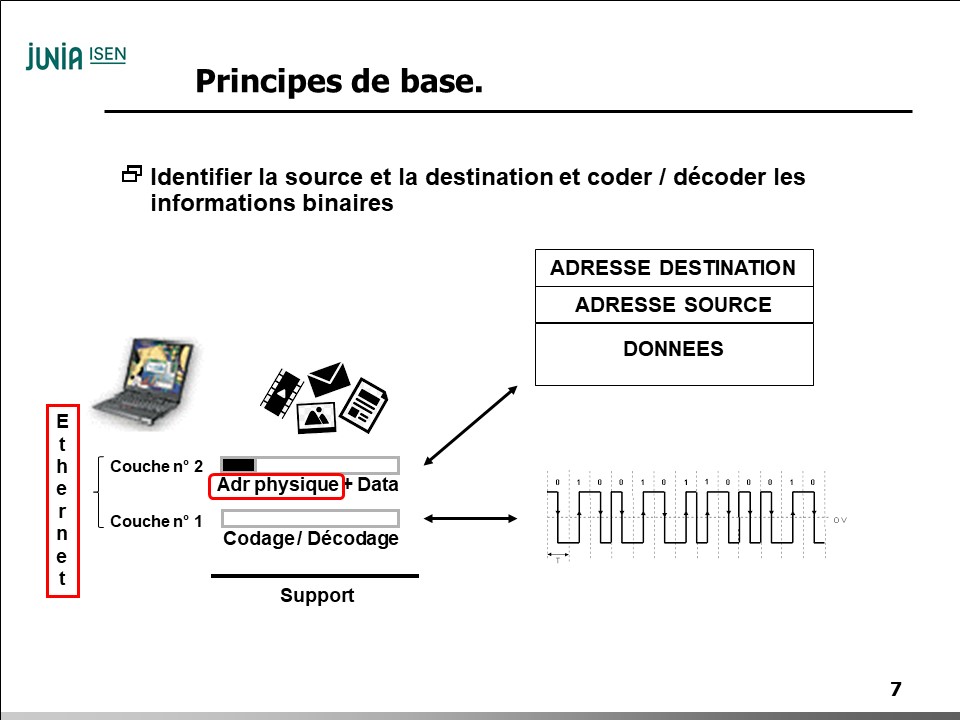 JUNIA ISEN
Principes de base.
Identifier la source et la destination et coder / décoder les
informations binaires
ADRESSE DESTINATION
ADRESSE SOURCE
DONNEES
Ethernet
Couche n° 2
Adr physique + Data
Couche n° 1
Codage / Décodage
Support
0 1 0 0 1 0 1 1 0 0 0 1 0
0 V
T
7